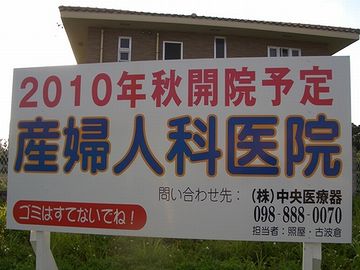 2010年秋開院予定
産婦人科医院
問い合わせ先：（株）中央医療器
098-888-0070
ゴミはすてないでね！
担当者：照屋・古波倉